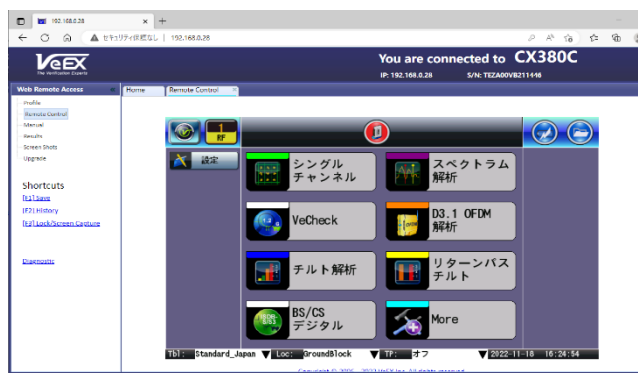 102.168.0.28
セキュリティ保護なし | 192.168.0.28
VeEX
The Verification Experts
You are connected to CX380C
IP: 192.168.0.28 S/N: TEZA00VB211446
Web Remote Access
Home
Remote Control
Profile
Remote Control
Manual
Results
Screen Shots
Upgrade
Shortcuts
[F1] Save
[F2] History
[F3] Lock/Screen Capture
Diagnostic
1
RF
設定
シングル
チャンネル
スペクトラム
解析
VeCheck
D3.1 OFDM
解析
チルト解析
リターンパス
チルト
BS/CS
デジタル
More
Tbl: Standard_Japan Loc: GroundBlock TP: オフ 2022-11-18 16:24:54